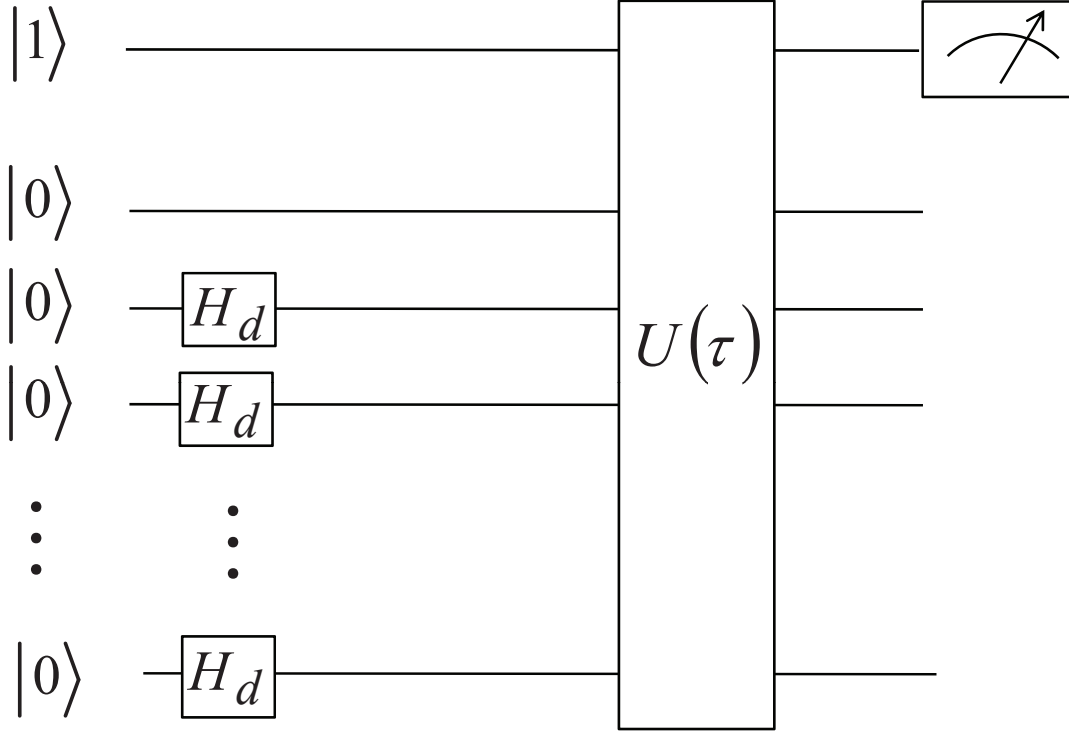 |1⟩
|0⟩
|0⟩ H_d
U(τ)
|0⟩ H_d
⋮ ⋮
|0⟩ H_d